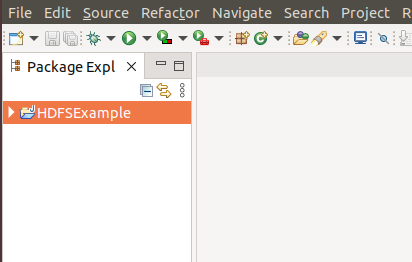 File Edit Source Refactor Navigate Search Project R
Package Expl
HDFSExample